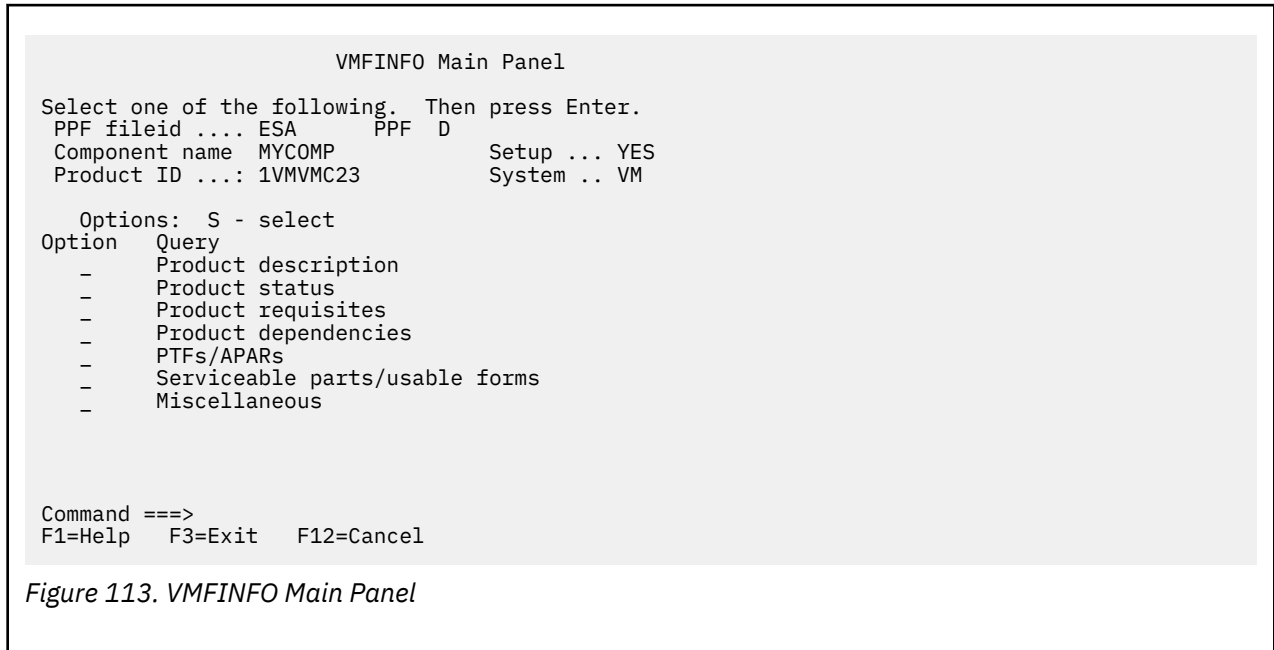 VMFINFO Main Panel
Select one of the following.  Then press Enter.
PPF fileid .... ESA      PPF  D
Component name  MYCOMP             Setup ... YES
Product ID ...: 1VMVMC23           System .. VM
Options:  S - select
Option   Query
_      Product description
_      Product status
_      Product requisites
_      Product dependencies
_      PTFs/APARs
_      Serviceable parts/usable forms
_      Miscellaneous
Command ===>
F1=Help   F3=Exit   F12=Cancel
Figure 113. VMFINFO Main Panel